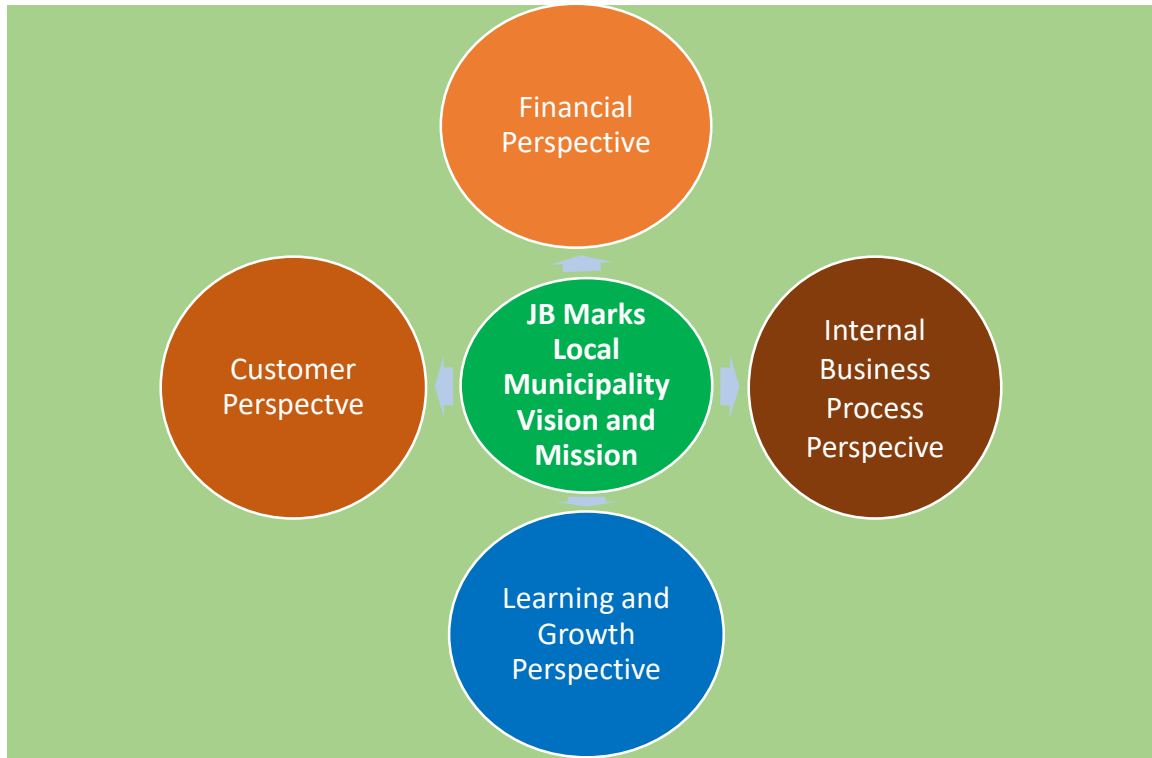 Financial
Perspective
Customer
Perspectve
JB Marks
Local
Municipality
Vision and
Mission
Internal
Business
Process
Perspecive
Learning and
Growth
Perspective